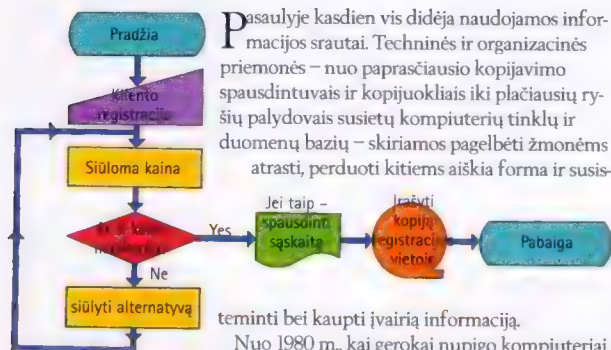 Pasaulyje kasdien vis didėja naudojamos infor-
macijos srautai. Techninės ir organizacinės
priemonės – nuo paprasčiausio kopijavimo
spausdintuvais ir kopijuokliais iki plačiausių ry-
šių palydovais susietų kompiuterių tinklų ir
duomenų bazių – skiriamos pagelbėti žmonėms
atrasti, perduoti kitiems aiškia forma ir susis-
teminti bei kaupti įvairią informaciją.
Nuo 1980 m., kai gerokai nupigo kompiuteriai
Pradžia
Kliento
registracija
Siūloma kaina
Yes
Ne
siūlyti alternatyvą
Jei taip –
spausdinti
sąskaitą
Įrašyti
kopiją
registracijos
vietoje
Pabaiga